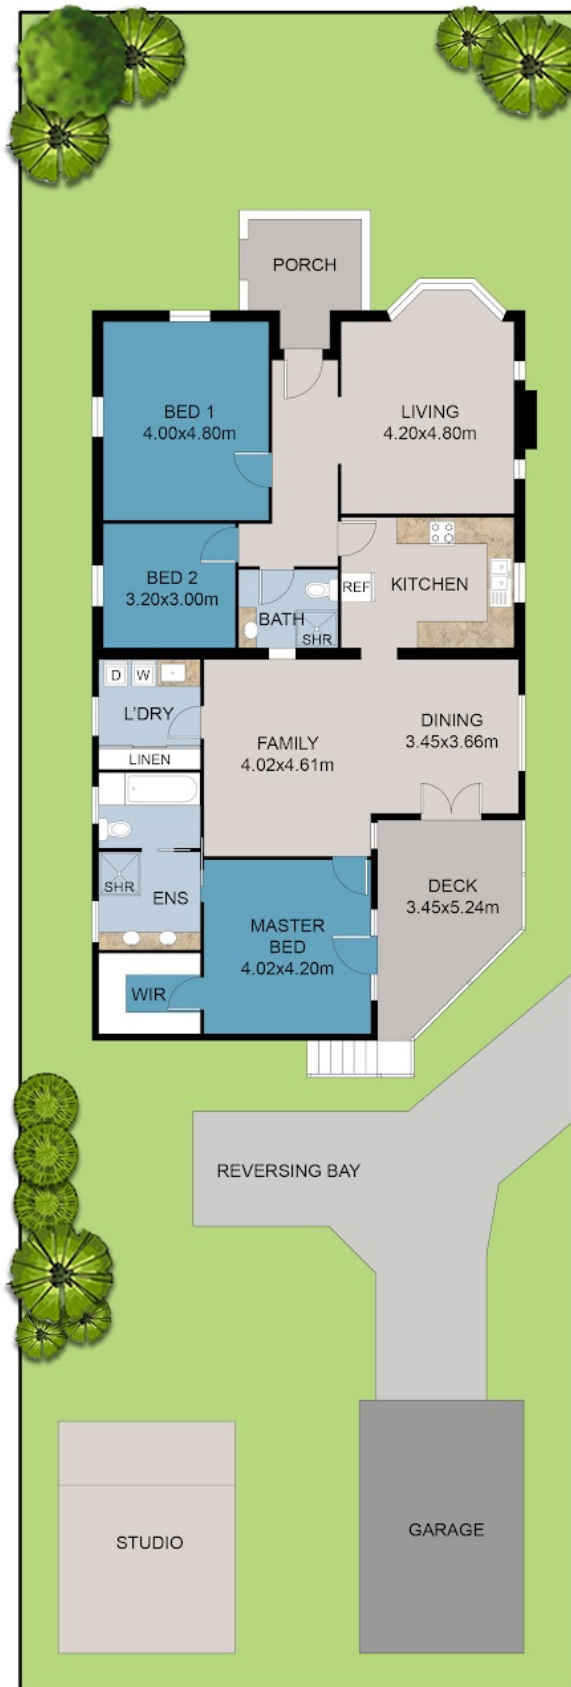 PORCH
BED 1
4.00x4.80m
LIVING
4.20x4.80m
BED 2
3.20x3.00m
BATH
SHR
REF
KITCHEN
D
W
L'DRY
LINEN
FAMILY
4.02x4.61m
DINING
3.45x3.66m
SHR
ENS
MASTER
BED
4.02x4.20m
DECK
3.45x5.24m
WIR
REVERSING BAY
STUDIO
GARAGE